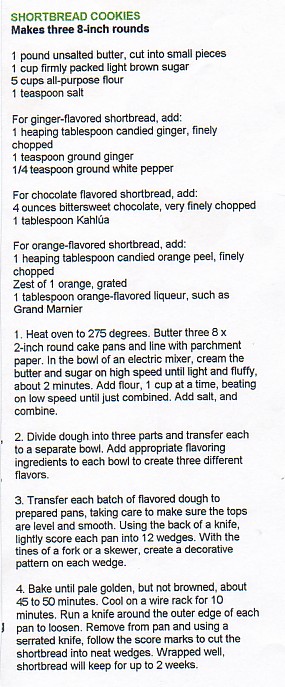 SHORTBREAD COOKIES
Makes three 8-inch rounds
1 pound unsalted butter, cut into small pieces
1 cup firmly packed light brown sugar
5 cups all-purpose flour
1 teaspoon salt
For ginger-flavored shortbread, add:
1 heaping tablespoon candied ginger, finely
chopped
1 teaspoon ground ginger
1/4 teaspoon ground white pepper
For chocolate flavored shortbread, add:
4 ounces bittersweet chocolate, very finely chopped
1 tablespoon Kahlúa
For orange-flavored shortbread, add:
1 heaping tablespoon candied orange peel, finely
chopped
Zest of 1 orange, grated
1 tablespoon orange-flavored liqueur, such as
Grand Marnier
1. Heat oven to 275 degrees. Butter three 8 x
2-inch round cake pans and line with parchment
paper. In the bowl of an electric mixer, cream the
butter and sugar on high speed until light and fluffy,
about 2 minutes. Add flour, 1 cup at a time, beating
on low speed until just combined. Add salt, and
combine.
2. Divide dough into three parts and transfer each
to a separate bowl. Add appropriate flavoring
ingredients to each bowl to create three different
flavors.
3. Transfer each batch of flavored dough to
prepared pans, taking care to make sure the tops
are level and smooth. Using the back of a knife,
lightly score each pan into 12 wedges. With the
tines of a fork or a skewer, create a decorative
pattern on each wedge.
4. Bake until pale golden, but not browned, about
45 to 50 minutes. Cool on a wire rack for 10
minutes. Run a knife around the outer edge of each
pan to loosen. Remove from pan and using a
serrated knife, follow the score marks to cut the
shortbread into neat wedges. Wrapped well,
shortbread will keep for up to 2 weeks.